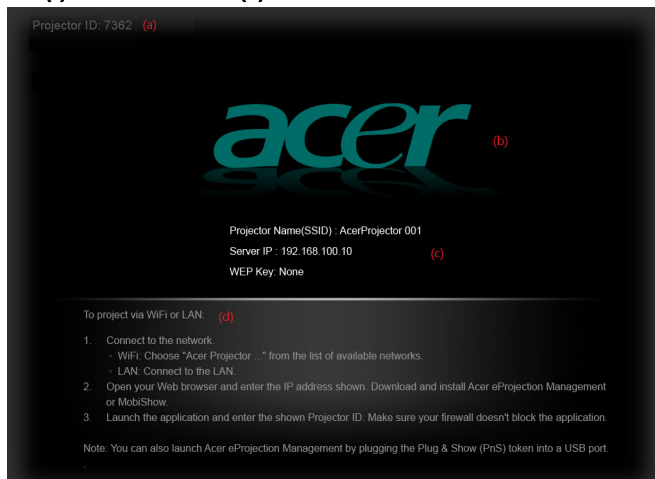 Projector ID: 7362 (a)
acer
(b)
Projector Name(SSID) : AcerProjector 001
Server IP : 192.168.100.10
(c)
WEP Key: None
To project via WiFi or LAN: (d)
1. Connect to the network.
· WiFi: Choose "Acer Projector ..." from the list of available networks.
· LAN: Connect to the LAN.
2. Open your Web browser and enter the IP address shown. Download and install Acer eProjection Management
or MobiShow.
3. Launch the application and enter the shown Projector ID. Make sure your firewall doesn't block the application.
Note: You can also launch Acer eProjection Management by plugging the Plug & Show (PnS) token into a USB port.
.